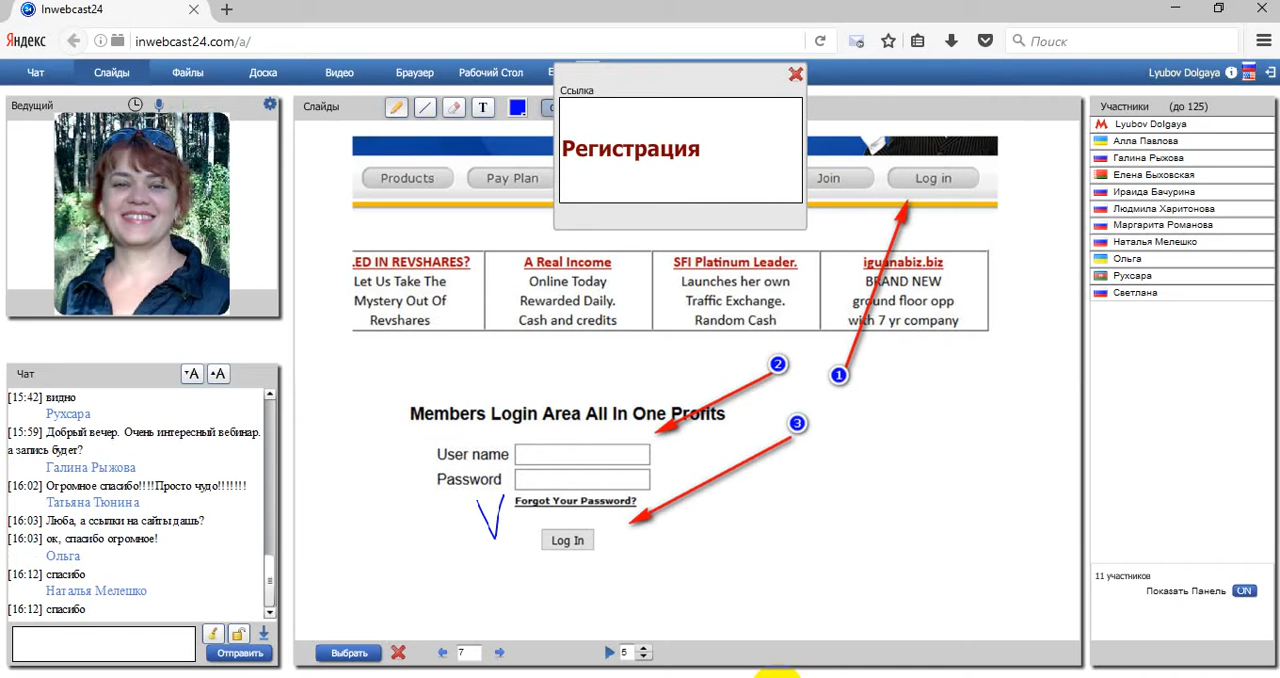 Inwebcast24
Яндекс
inwebcast24.com/a/
Поиск
Чат Слайды Файлы Доска Видео Браузер Рабочий Стол
Lyubov Dolgaya
Ведущий
Слайды
T
Ссылка
Регистрация
Участники (до 125)
Lyubov Dolgaya
Алла Павлова
Галина Рыжова
Елена Быховская
Ираида Бачурина
Людмила Харитонова
Маргарита Романова
Наталья Мелешко
Ольга
Рухсара
Светлана
11 участников
Показать Панель ON
Products Pay Plan Join Log in
LED IN REVSHARES?
Let Us Take The
Mystery Out Of
Revshares
A Real Income
Online Today
Rewarded Daily.
Cash and credits
SFI Platinum Leader.
Launches her own
Traffic Exchange.
Random Cash
iguanabiz.biz
BRAND NEW
ground floor opp
with 7 yr company
1
2
3
Members Login Area All In One Profits
User name
Password
Forgot Your Password?
Log In
Чат
A A
[15:42] видно
Рухсара
[15:59] Добрый вечер. Очень интересный вебинар.
а запись будет?
Галина Рыжова
[16:02] Огромное спасибо!!!!Просто чудо!!!!!!!
Татьяна Тюнина
[16:03] Люба, а ссылки на сайты дашь?
[16:03] ок, спасибо огромное!
Ольга
[16:12] спасибо
Наталья Мелешко
[16:12] спасибо
Отправить
Выбрать
7
5